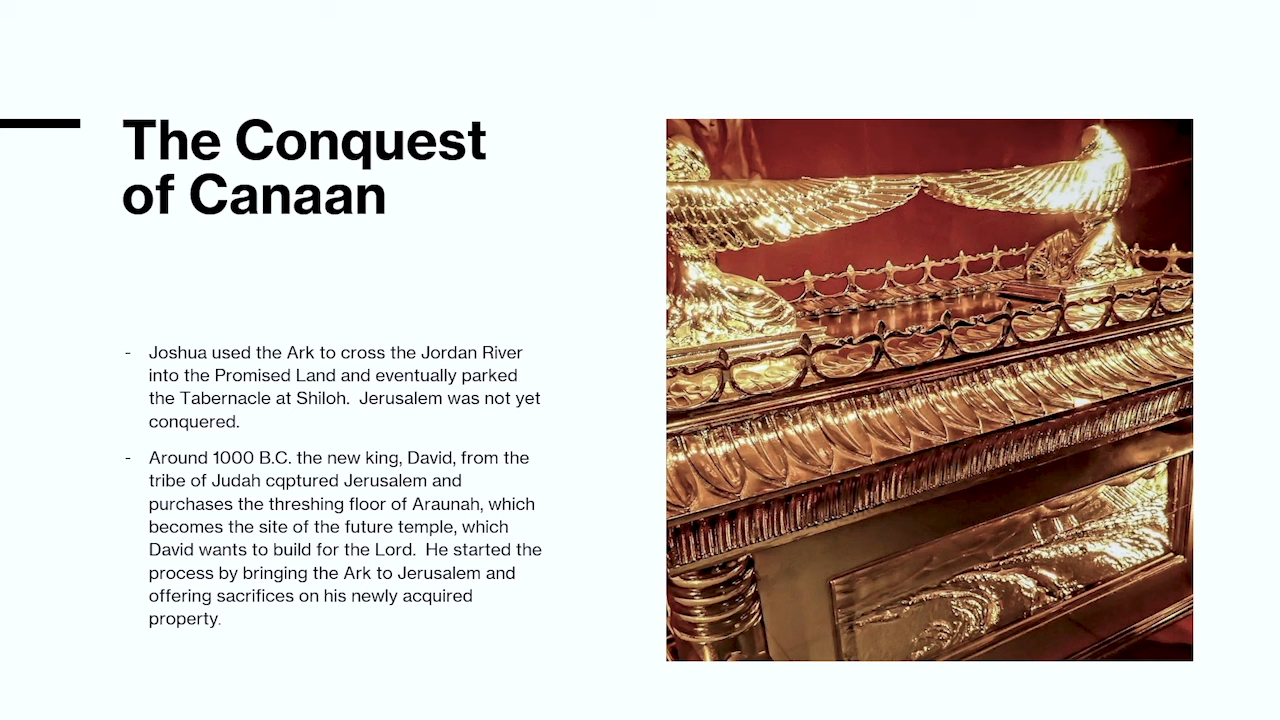 The Conquest
of Canaan
- Joshua used the Ark to cross the Jordan River
into the Promised Land and eventually parked
the Tabernacle at Shiloh.  Jerusalem was not yet
conquered.
- Around 1000 B.C. the new king, David, from the
tribe of Judah cqptured Jerusalem and
purchases the threshing floor of Araunah, which
becomes the site of the future temple, which
David wants to build for the Lord.  He started the
process by bringing the Ark to Jerusalem and
offering sacrifices on his newly acquired
property.